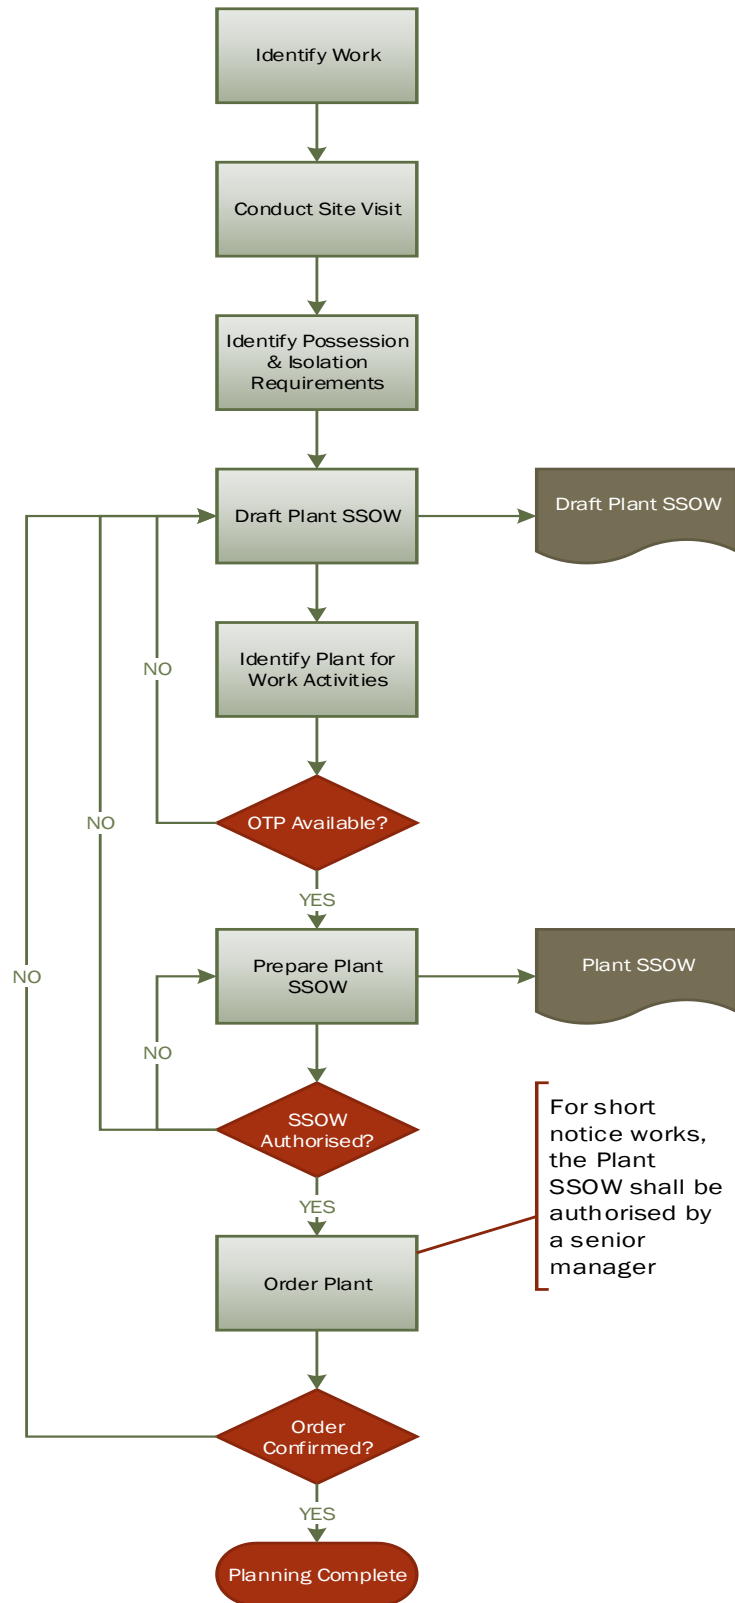 Identify Work
Conduct Site Visit
Identify Possession
& Isolation
Requirements
Draft Plant SSOW
Draft Plant SSOW
Identify Plant for
Work Activities
NO
OTP Available?
NO
YES
Prepare Plant
SSOW
Plant SSOW
NO
NO
SSOW
Authorised?
For short
notice works,
the Plant
SSOW shall be
authorised by
a senior
manager
YES
Order Plant
Order
Confirmed?
YES
Planning Complete